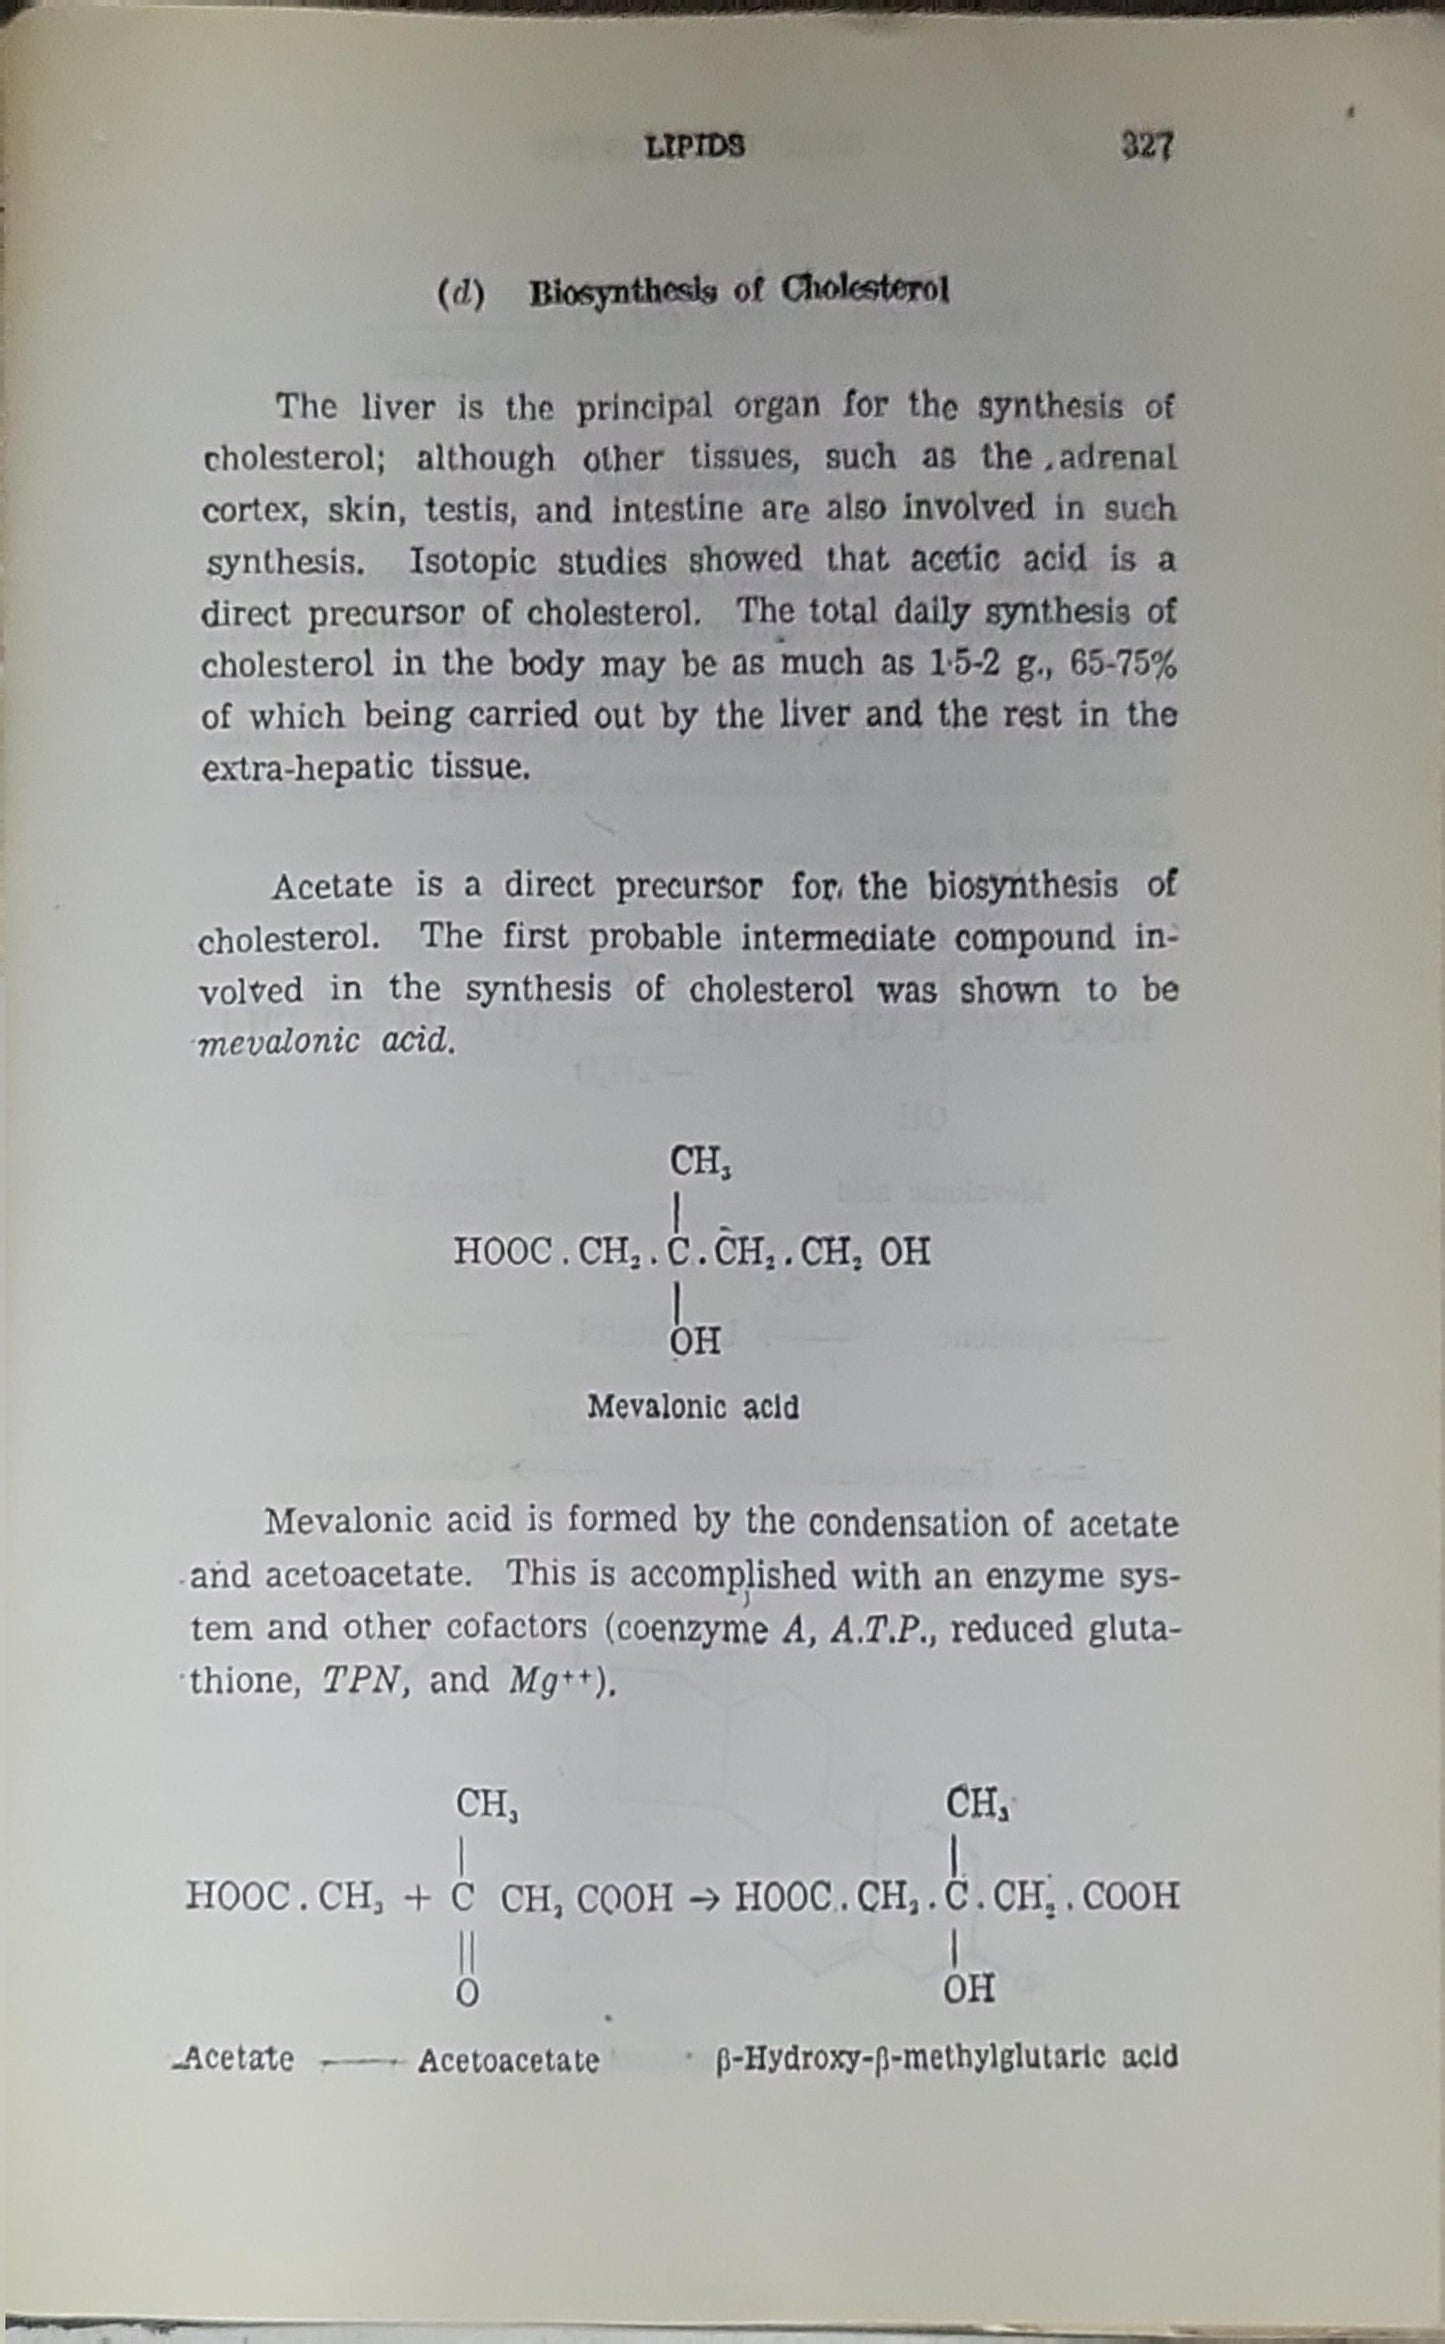 LIPIDS 327
(d) Biosynthesis of Cholesterol
The liver is the principal organ for the synthesis of
cholesterol; although other tissues, such as the adrenal
cortex, skin, testis, and intestine are also involved in such
synthesis. Isotopic studies showed that acetic acid is a
direct precursor of cholesterol. The total daily synthesis of
cholesterol in the body may be as much as 1·5-2 g., 65-75%
of which being carried out by the liver and the rest in the
extra-hepatic tissue.
Acetate is a direct precursor for the biosynthesis of
cholesterol. The first probable intermediate compound in-
volved in the synthesis of cholesterol was shown to be
mevalonic acid.
CH₃
|
HOOC . CH₂ . C . CH₂ . CH₂ OH
|
OH
Mevalonic acid
Mevalonic acid is formed by the condensation of acetate
and acetoacetate. This is accomplished with an enzyme sys-
tem and other cofactors (coenzyme A, A.T.P., reduced gluta-
thione, TPN, and Mg++).
CH₃ CH₃
| |
HOOC . CH₃ + C CH₂ COOH → HOOC . CH₂ . C . CH₂ . COOH
|| |
O OH
Acetate Acetoacetate β-Hydroxy-β-methylglutaric acid